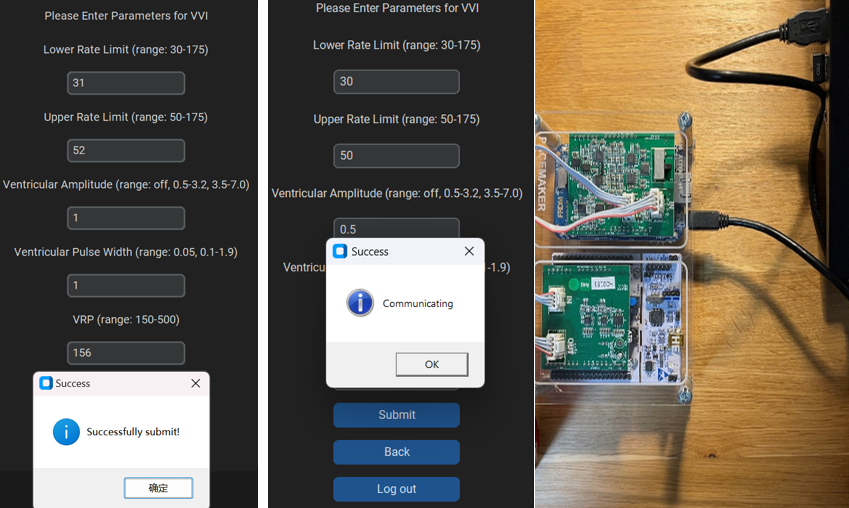 Please Enter Parameters for VVI
Lower Rate Limit (range: 30-175)
31
Upper Rate Limit (range: 50-175)
52
Ventricular Amplitude (range: off, 0.5-3.2, 3.5-7.0)
1
Ventricular Pulse Width (range: 0.05, 0.1-1.9)
1
VRP (range: 150-500)
156
Success
Successfully submit!
确定
Please Enter Parameters for VVI
Lower Rate Limit (range: 30-175)
30
Upper Rate Limit (range: 50-175)
50
Ventricular Amplitude (range: off, 0.5-3.2, 3.5-7.0)
0.5
Success
Communicating
OK
Submit
Back
Log out
PACEMAKER
FRDM
IN
OUT